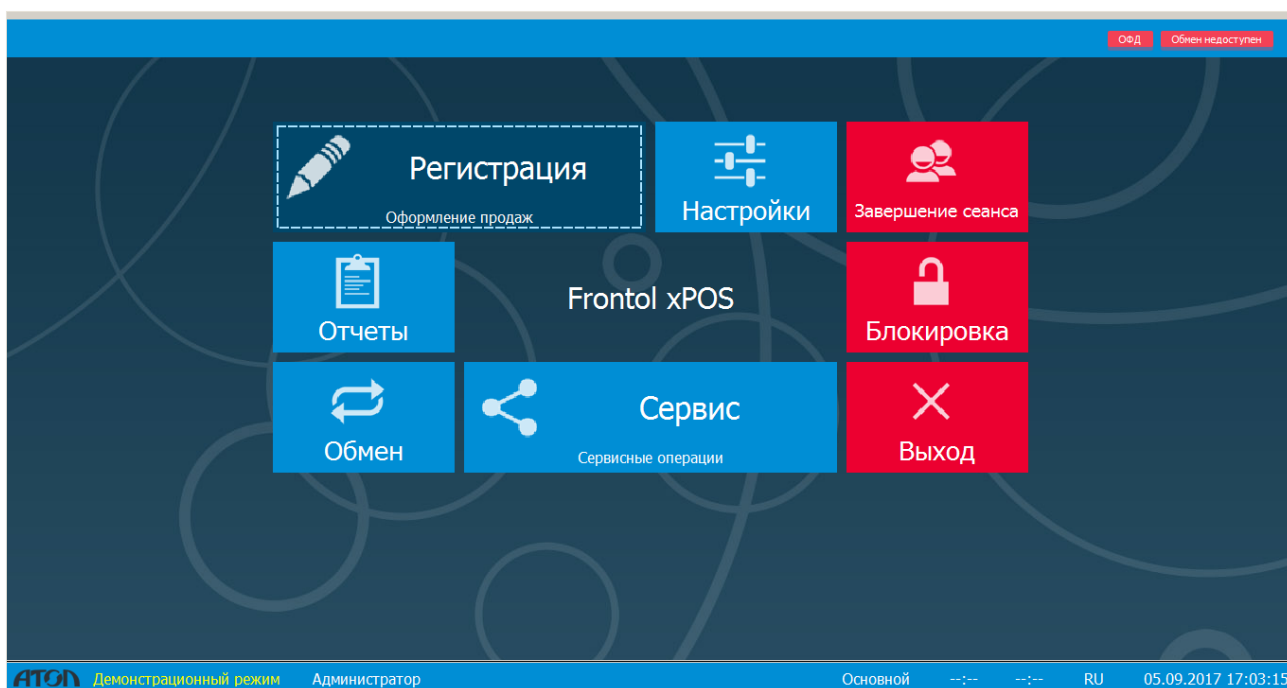 ОФД Обмен недоступен
Регистрация
Оформление продаж
Настройки
Завершение сеанса
Отчеты
Frontol xPOS
Блокировка
Обмен
Сервис
Сервисные операции
Выход
АТОЛ Демонстрационный режим Администратор Основной --:-- --:-- RU 05.09.2017 17:03:15